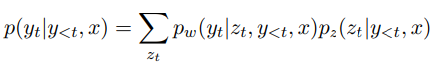 p(y_t|y_{<t}, x) = \sum_{z_t} p_w(y_t|z_t, y_{<t}, x)p_z(z_t|y_{<t}, x)